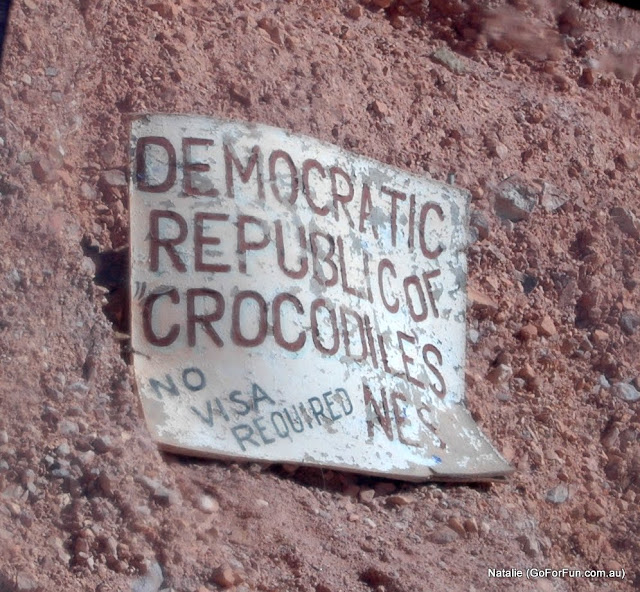 DEMOCRATIC
REPUBLIC OF
"CROCODILES
NES
NO
VISA
REQUIRED
Natalie (GoForFun.com.au)